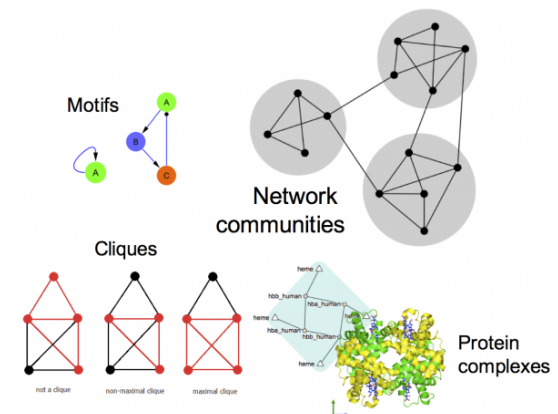 Motifs
A
B
A
C
Network
communities
Cliques
heme
hbb_human
hba_human
heme
hba_human
hbb_human
heme
Protein
complexes
not a clique
non-maximal clique
maximal clique